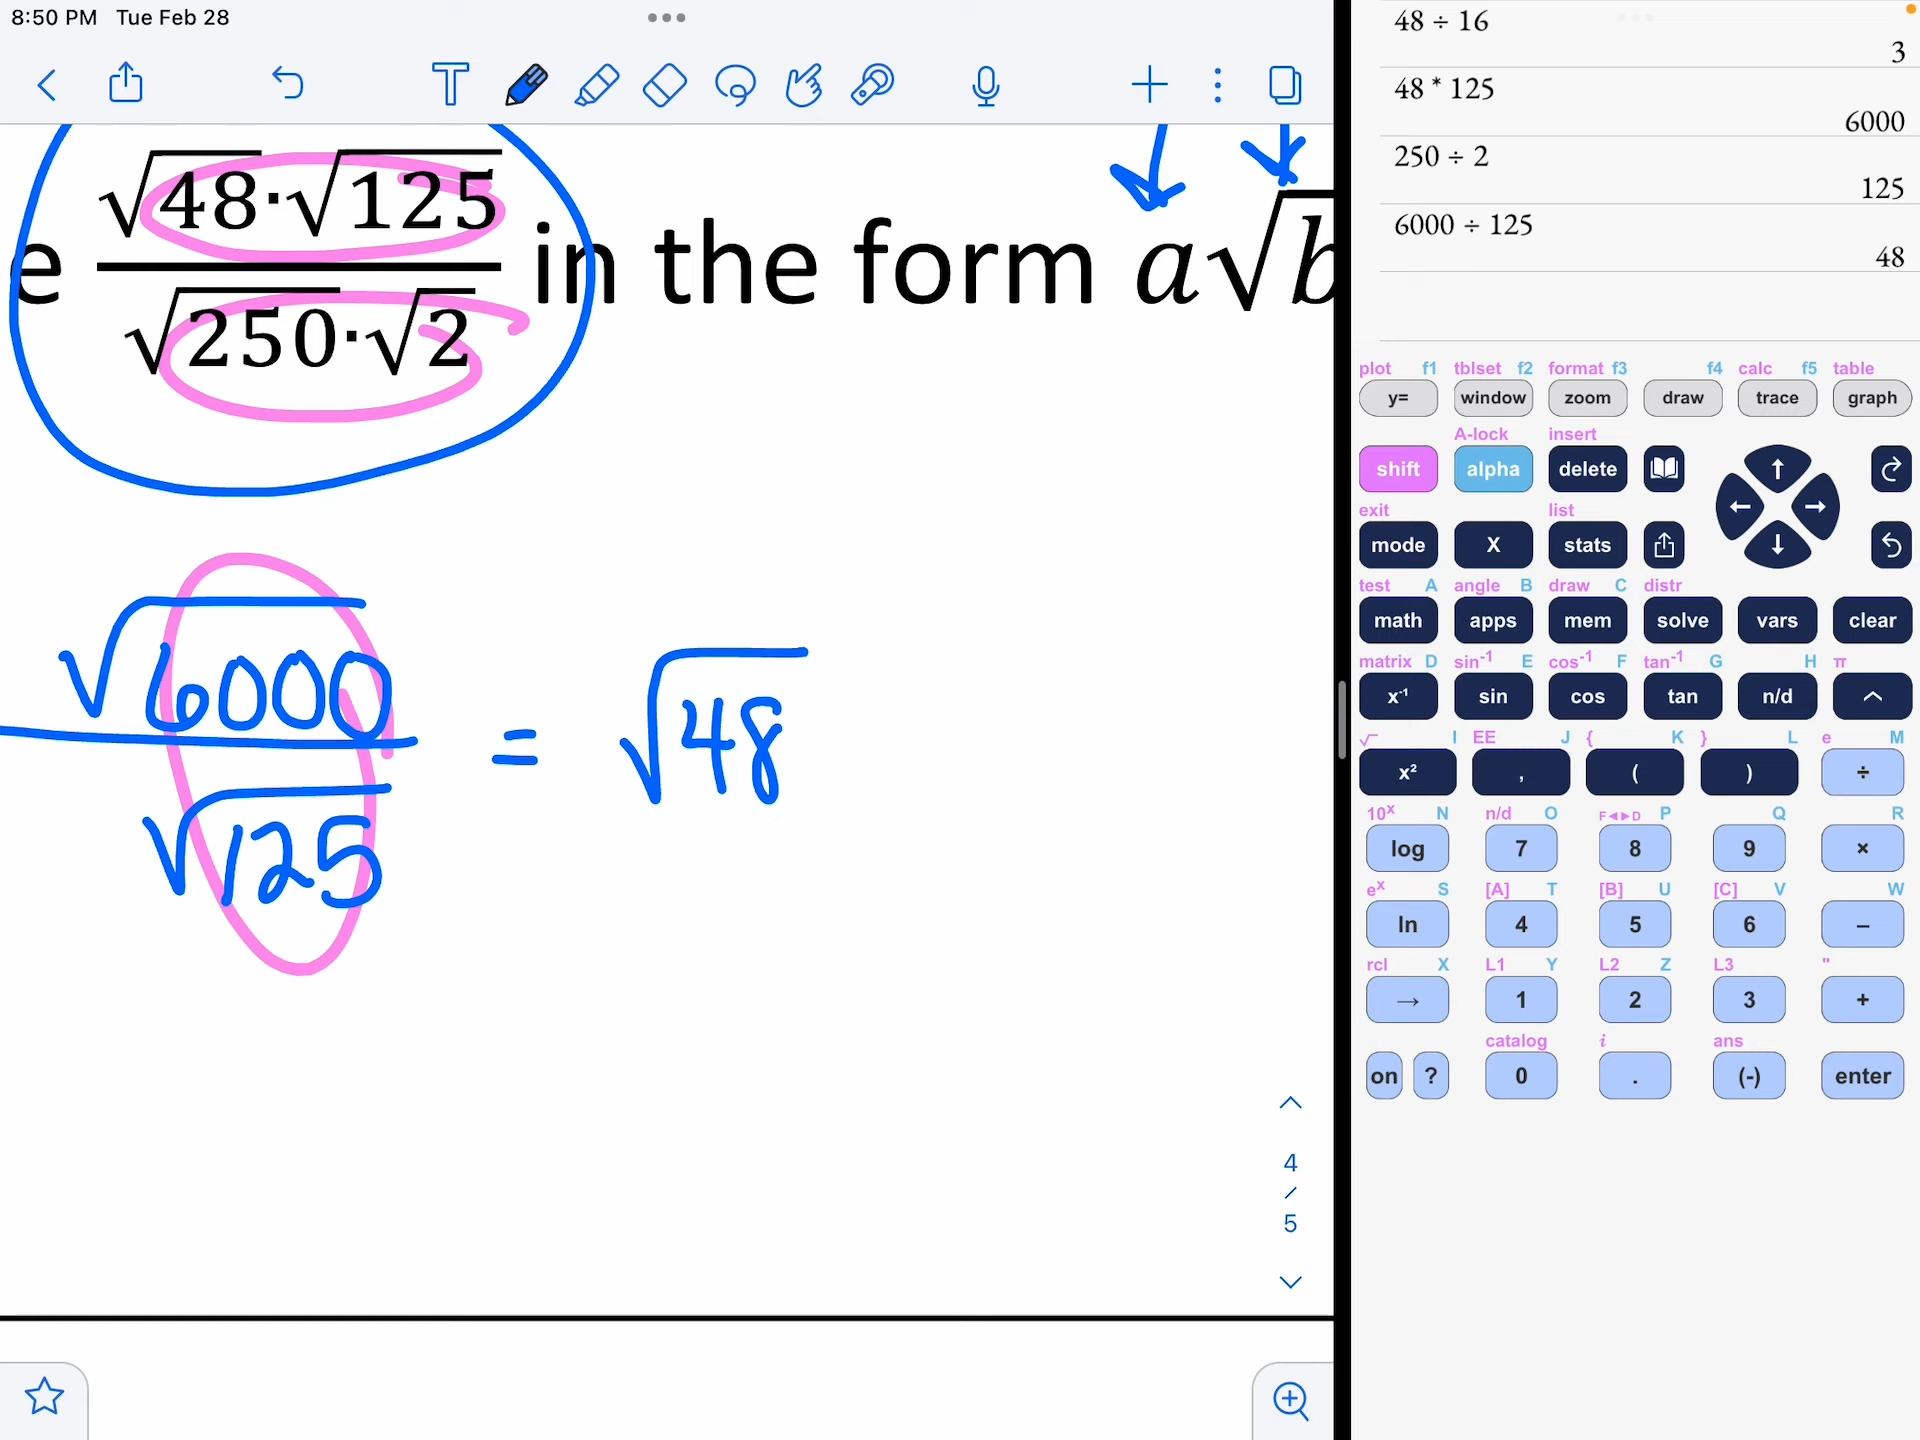 8:50 PM Tue Feb 28
T
e √48·√125 / √250·√2 in the form a√b
√6000 / √125 = √48
4
/
5
48 ÷ 16
3
48 * 125
6000
250 ÷ 2
125
6000 ÷ 125
48
plot f1 tblset f2 format f3 f4 calc f5 table
y= window zoom draw trace graph
A-lock insert
shift alpha delete
exit list
mode X stats
test A angle B draw C distr
math apps mem solve vars clear
matrix D sin⁻¹ E cos⁻¹ F tan⁻¹ G H π
x⁻¹ sin cos tan n/d ^
√ I EE J { K } L e M
x² , ( ) ÷
10ˣ N n/d O F◄►D P Q R
log 7 8 9 ×
eˣ S [A] T [B] U [C] V W
ln 4 5 6 −
rcl X L1 Y L2 Z L3 "
→ 1 2 3 +
catalog i ans
on ? 0 . (-) enter